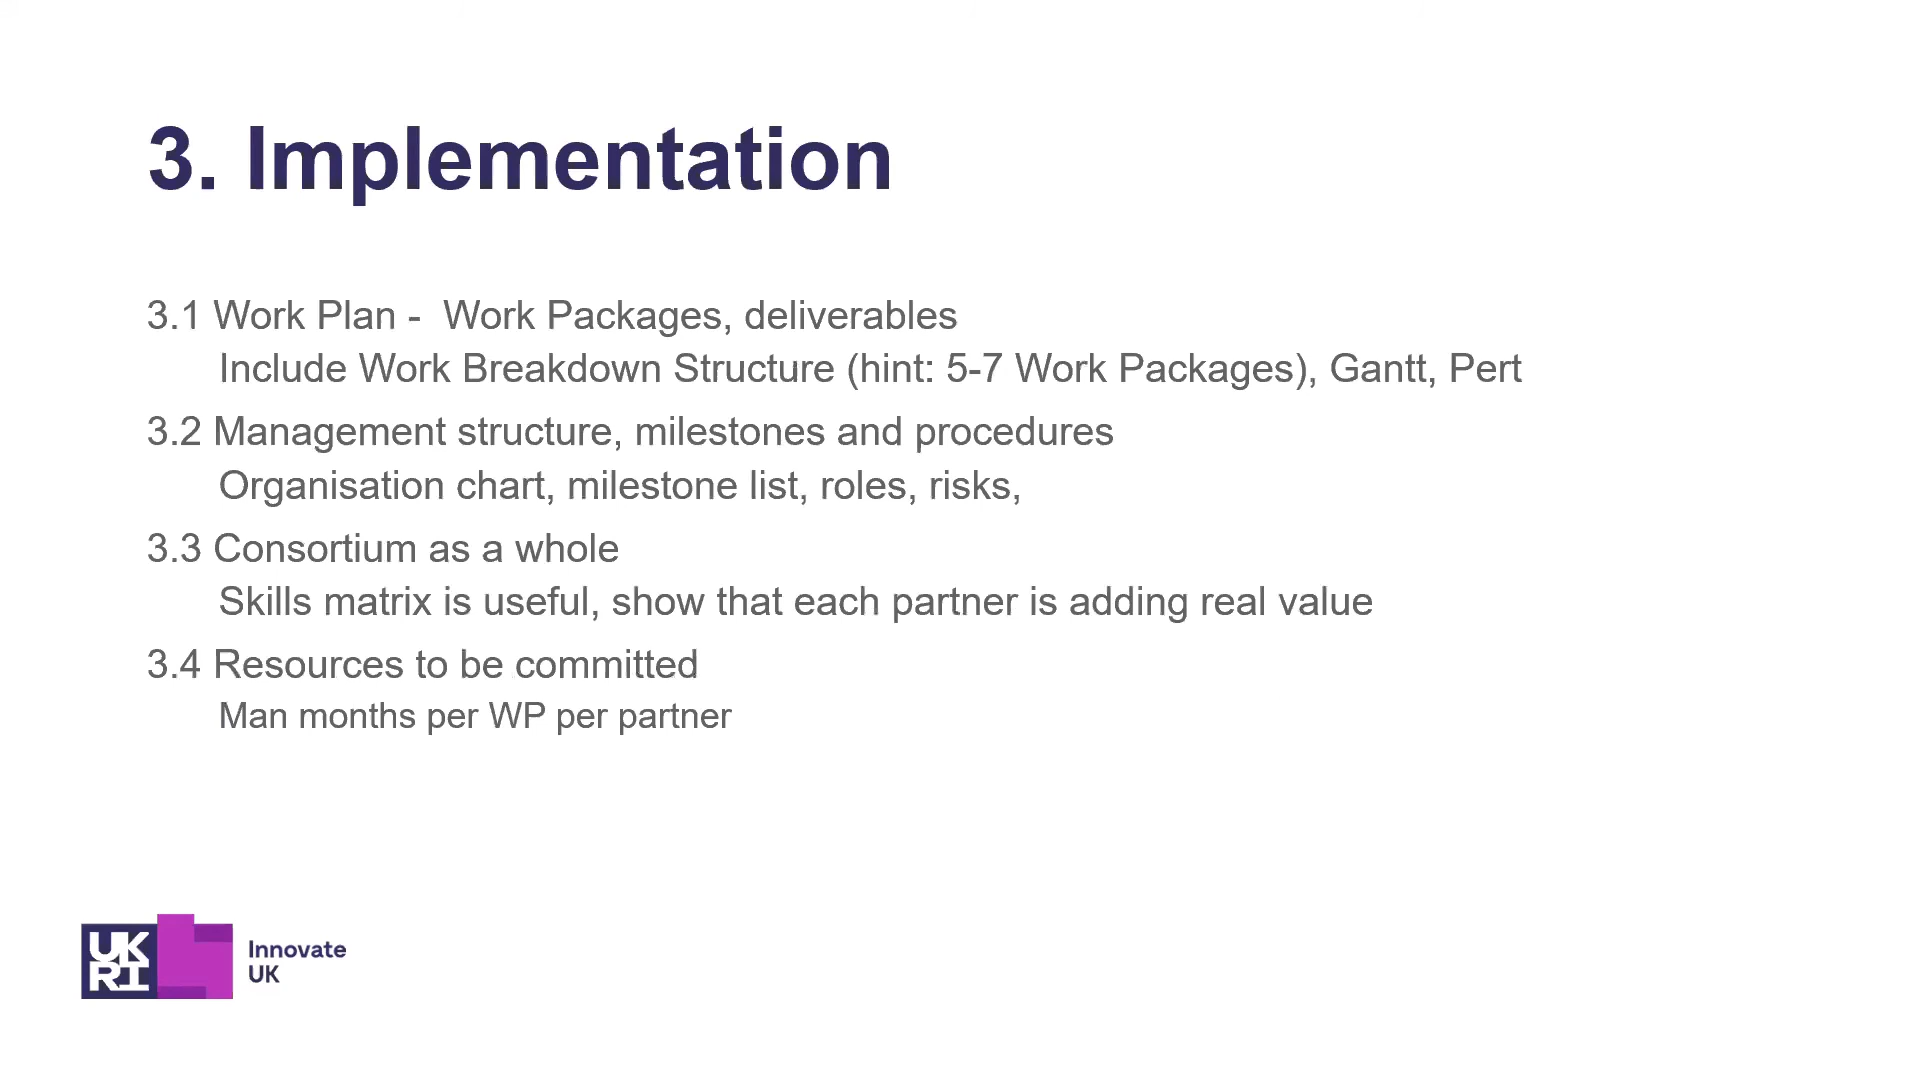 3. Implementation
3.1 Work Plan -  Work Packages, deliverables
Include Work Breakdown Structure (hint: 5-7 Work Packages), Gantt, Pert
3.2 Management structure, milestones and procedures
Organisation chart, milestone list, roles, risks,
3.3 Consortium as a whole
Skills matrix is useful, show that each partner is adding real value
3.4 Resources to be committed
Man months per WP per partner
UK
RI
Innovate
UK